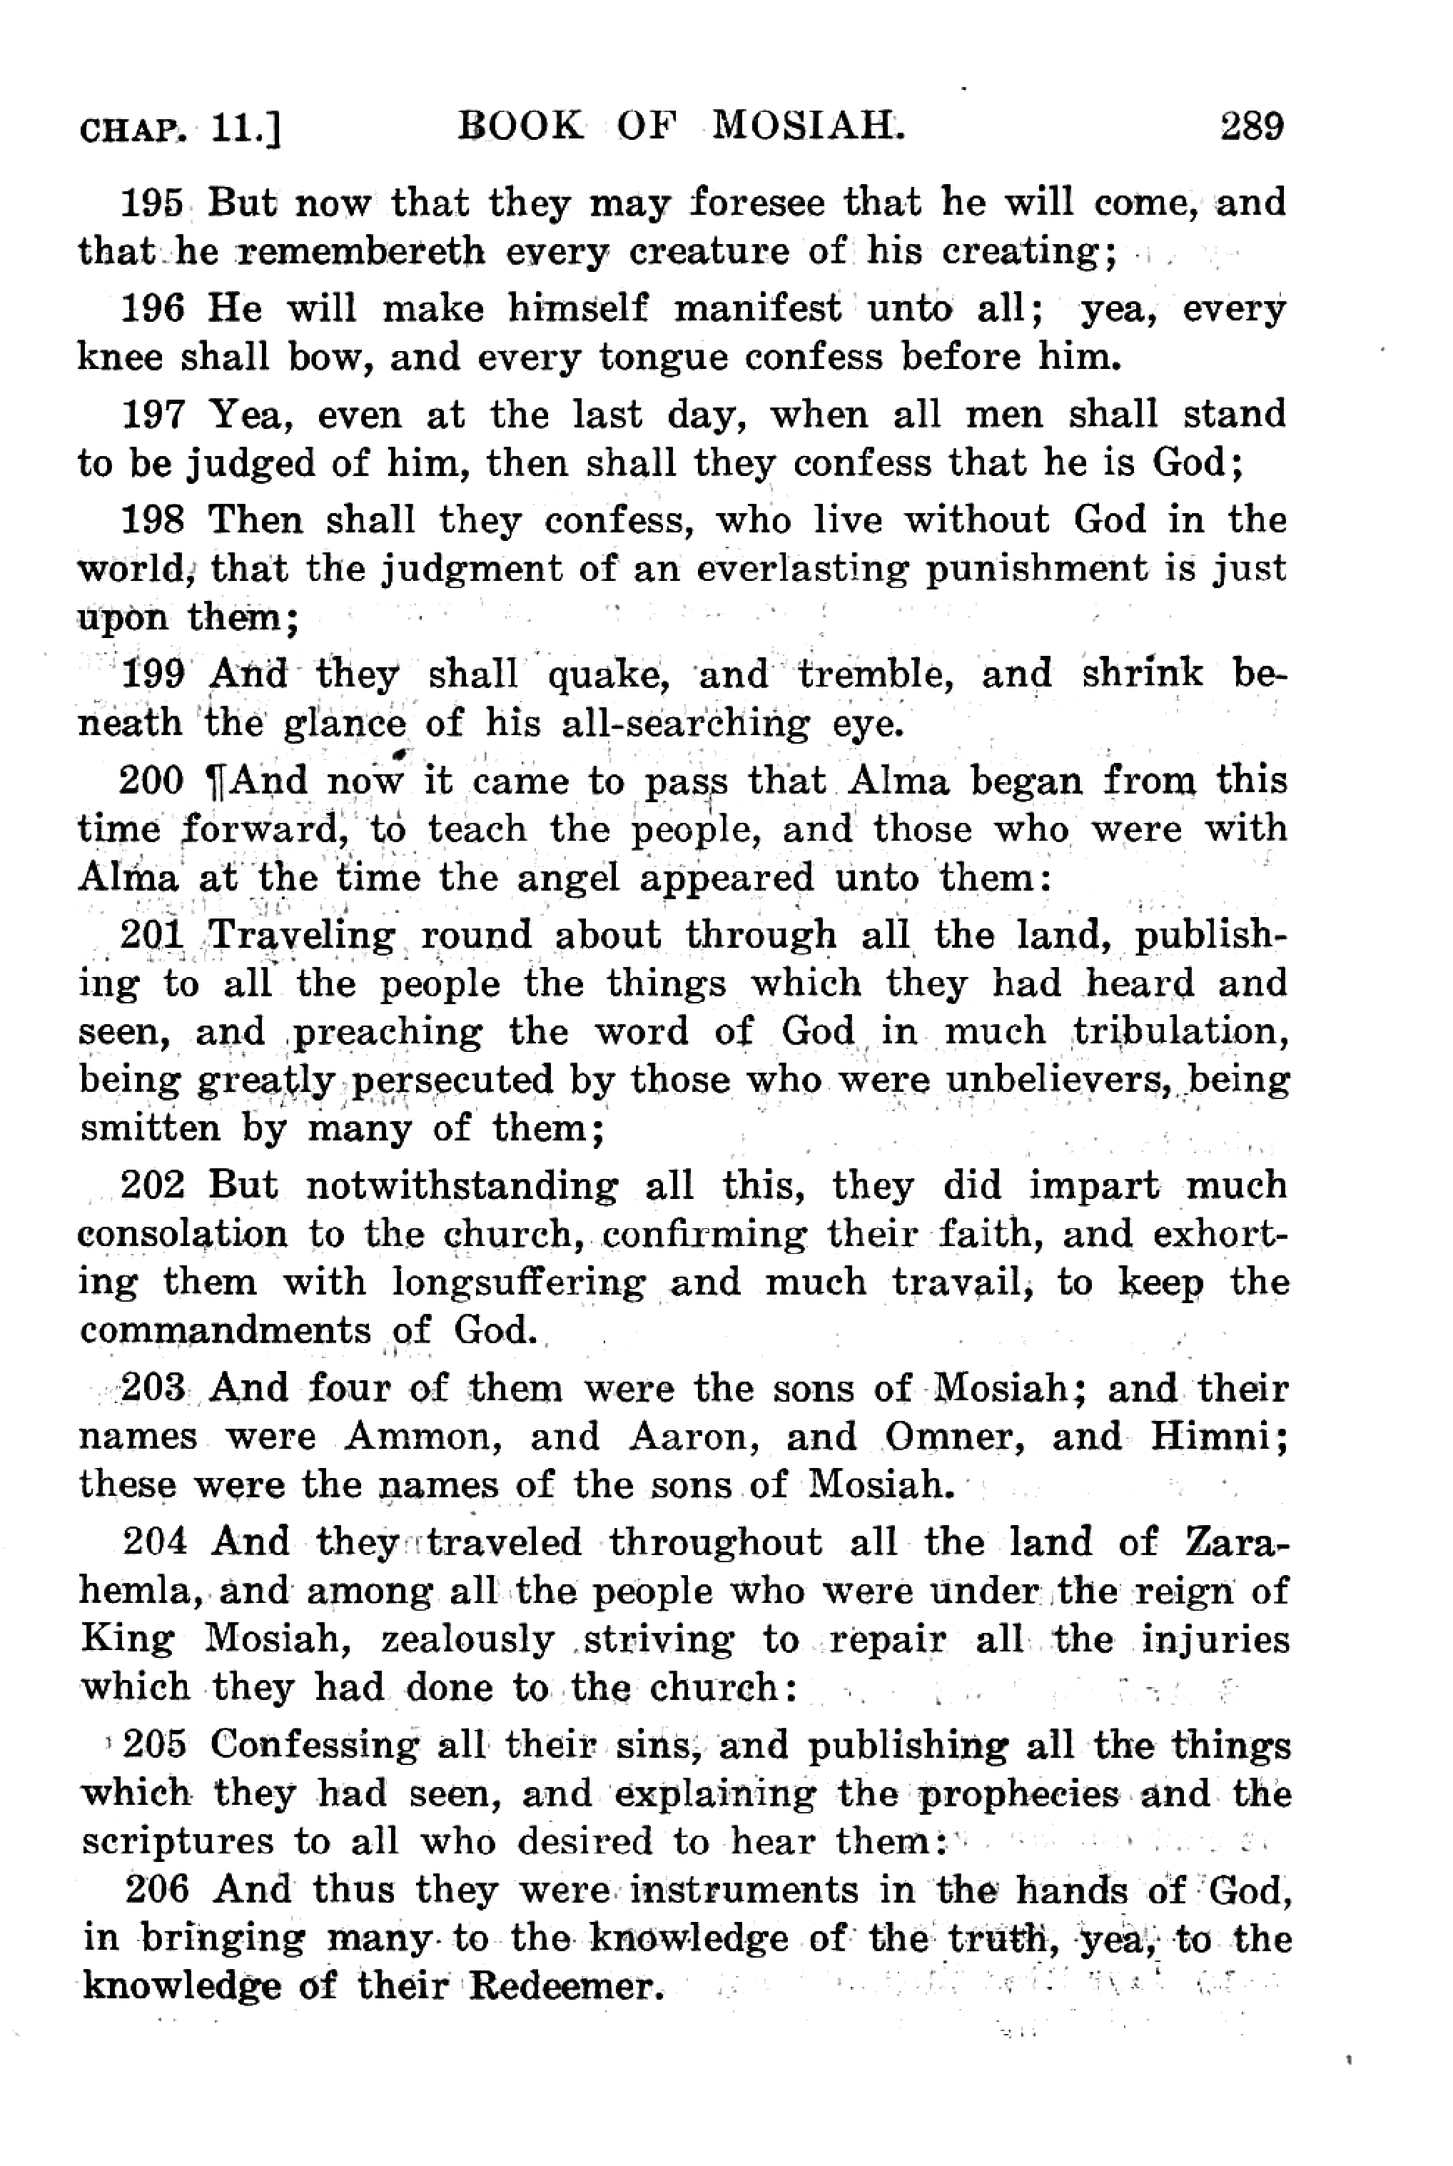 CHAP. 11.] BOOK OF MOSIAH. 289
195 But now that they may foresee that he will come, and
that he remembereth every creature of his creating;
196 He will make himself manifest unto all; yea, every
knee shall bow, and every tongue confess before him.
197 Yea, even at the last day, when all men shall stand
to be judged of him, then shall they confess that he is God;
198 Then shall they confess, who live without God in the
world, that the judgment of an everlasting punishment is just
upon them;
199 And they shall quake, and tremble, and shrink be-
neath the glance of his all-searching eye.
200 ¶And now it came to pass that Alma began from this
time forward, to teach the people, and those who were with
Alma at the time the angel appeared unto them:
201 Traveling round about through all the land, publish-
ing to all the people the things which they had heard and
seen, and preaching the word of God in much tribulation,
being greatly persecuted by those who were unbelievers, being
smitten by many of them;
202 But notwithstanding all this, they did impart much
consolation to the church, confirming their faith, and exhort-
ing them with longsuffering and much travail, to keep the
commandments of God.
203 And four of them were the sons of Mosiah; and their
names were Ammon, and Aaron, and Omner, and Himni;
these were the names of the sons of Mosiah.
204 And they traveled throughout all the land of Zara-
hemla, and among all the people who were under the reign of
King Mosiah, zealously striving to repair all the injuries
which they had done to the church:
205 Confessing all their sins, and publishing all the things
which they had seen, and explaining the prophecies and the
scriptures to all who desired to hear them:
206 And thus they were instruments in the hands of God,
in bringing many to the knowledge of the truth, yea, to the
knowledge of their Redeemer.